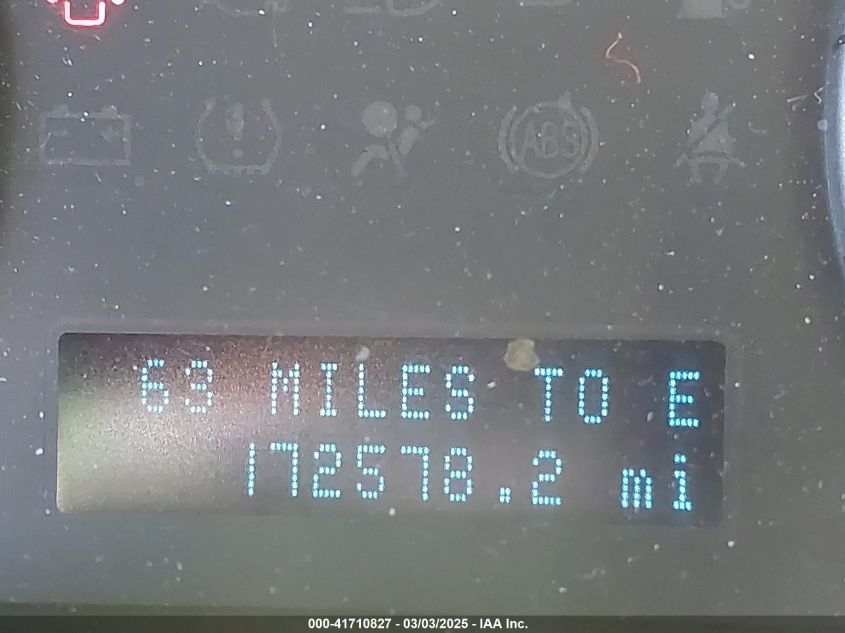 ABS
63 MILES TO E
172578.2 mi
000-41710827 - 03/03/2025 - IAA Inc.